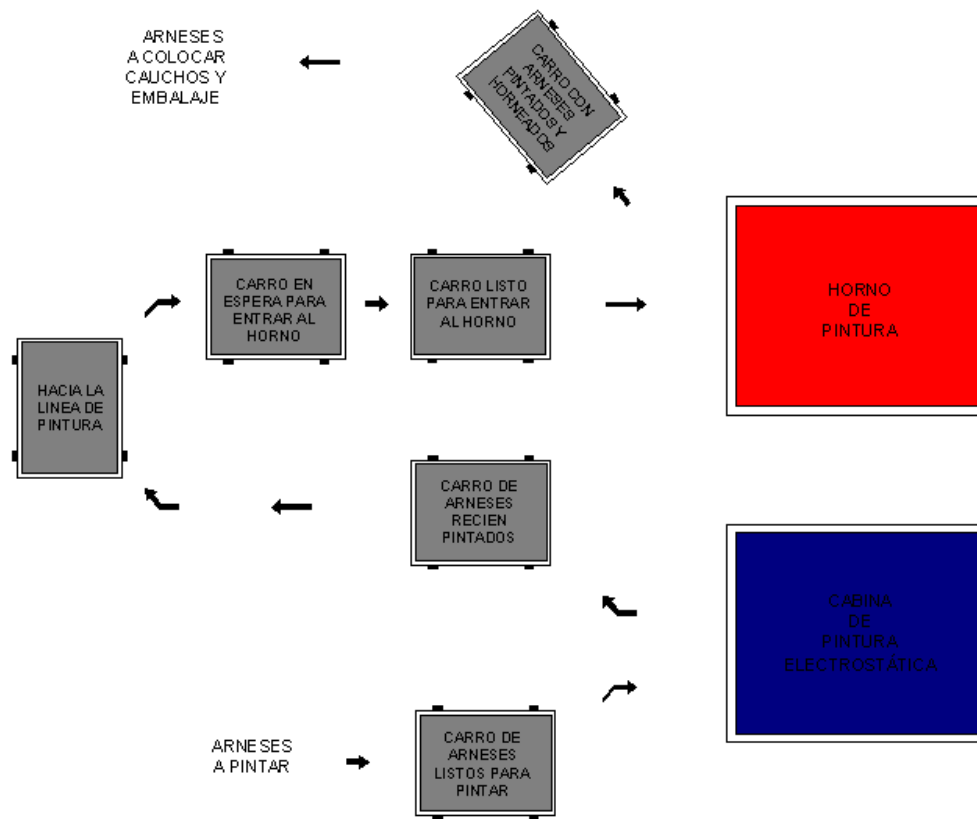 ARNESES
A COLOCAR
CAUCHOS Y
EMBALAJE
CARRO CON
ARNESES
PINTADOS Y
HORNEADOS
CARRO EN
ESPERA PARA
ENTRAR AL
HORNO
CARRO LISTO
PARA ENTRAR
AL HORNO
HORNO
DE
PINTURA
HACIA LA
LINEA DE
PINTURA
CARRO DE
ARNESES
RECIEN
PINTADOS
CABINA
DE
PINTURA
ELECTROSTÁTICA
ARNESES
A PINTAR
CARRO DE
ARNESES
LISTOS PARA
PINTAR